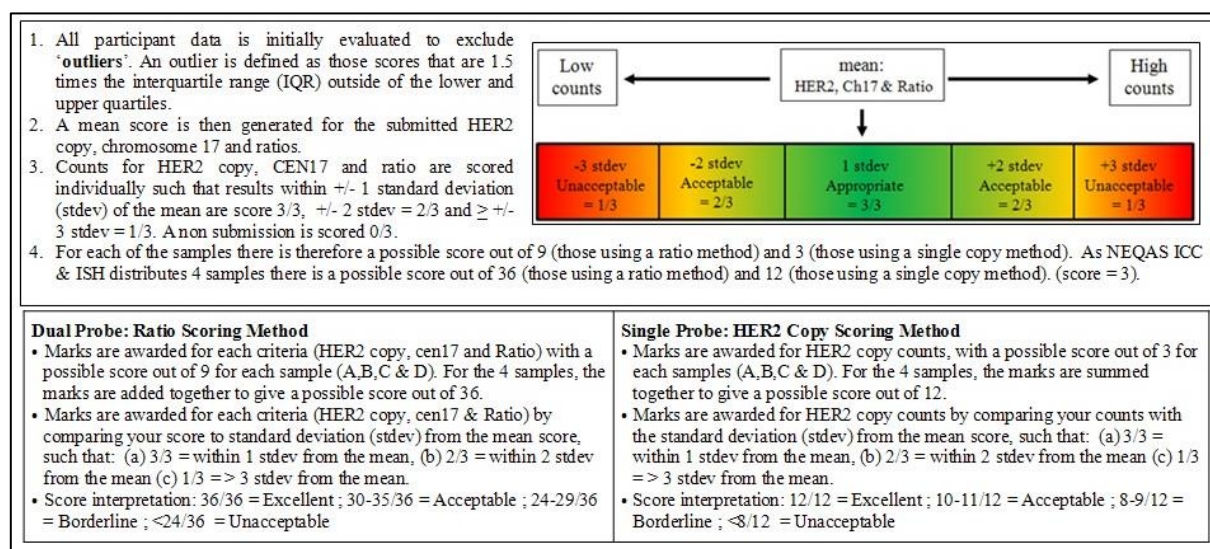 1. All participant data is initially evaluated to exclude
‘outliers’. An outlier is defined as those scores that are 1.5
times the interquartile range (IQR) outside of the lower and
upper quartiles.
2. A mean score is then generated for the submitted HER2
copy, chromosome 17 and ratios.
3. Counts for HER2 copy, CEN17 and ratio are scored
individually such that results within +/- 1 standard deviation
(stdev) of the mean are score 3/3, +/- 2 stdev = 2/3 and ≥ +/-
3 stdev = 1/3. A non submission is scored 0/3.
4. For each of the samples there is therefore a possible score out of 9 (those using a ratio method) and 3 (those using a single copy method). As NEQAS ICC
& ISH distributes 4 samples there is a possible score out of 36 (those using a ratio method) and 12 (those using a single copy method). (score = 3).
Low
counts
mean:
HER2, Ch17 & Ratio
High
counts
-3 stdev
Unacceptable
= 1/3
-2 stdev
Acceptable
= 2/3
1 stdev
Appropriate
= 3/3
+2 stdev
Acceptable
= 2/3
+3 stdev
Unacceptable
= 1/3
Dual Probe: Ratio Scoring Method
• Marks are awarded for each criteria (HER2 copy, cen17 and Ratio) with a
possible score out of 9 for each sample (A,B,C & D). For the 4 samples, the
marks are added together to give a possible score out of 36.
• Marks are awarded for each criteria (HER2 copy, cen17 & Ratio) by
comparing your score to standard deviation (stdev) from the mean score,
such that: (a) 3/3 = within 1 stdev from the mean, (b) 2/3 = within 2 stdev
from the mean (c) 1/3 => 3 stdev from the mean.
• Score interpretation: 36/36 = Excellent ; 30-35/36 = Acceptable ; 24-29/36
= Borderline ; <24/36 = Unacceptable
Single Probe: HER2 Copy Scoring Method
• Marks are awarded for HER2 copy counts, with a possible score out of 3 for
each samples (A,B,C & D). For the 4 samples, the marks are summed
together to give a possible score out of 12.
• Marks are awarded for HER2 copy counts by comparing your counts with
the standard deviation (stdev) from the mean score, such that: (a) 3/3 =
within 1 stdev from the mean, (b) 2/3 = within 2 stdev from the mean (c) 1/3
=> 3 stdev from the mean.
• Score interpretation: 12/12 = Excellent ; 10-11/12 = Acceptable ; 8-9/12 =
Borderline ; <8/12 = Unacceptable